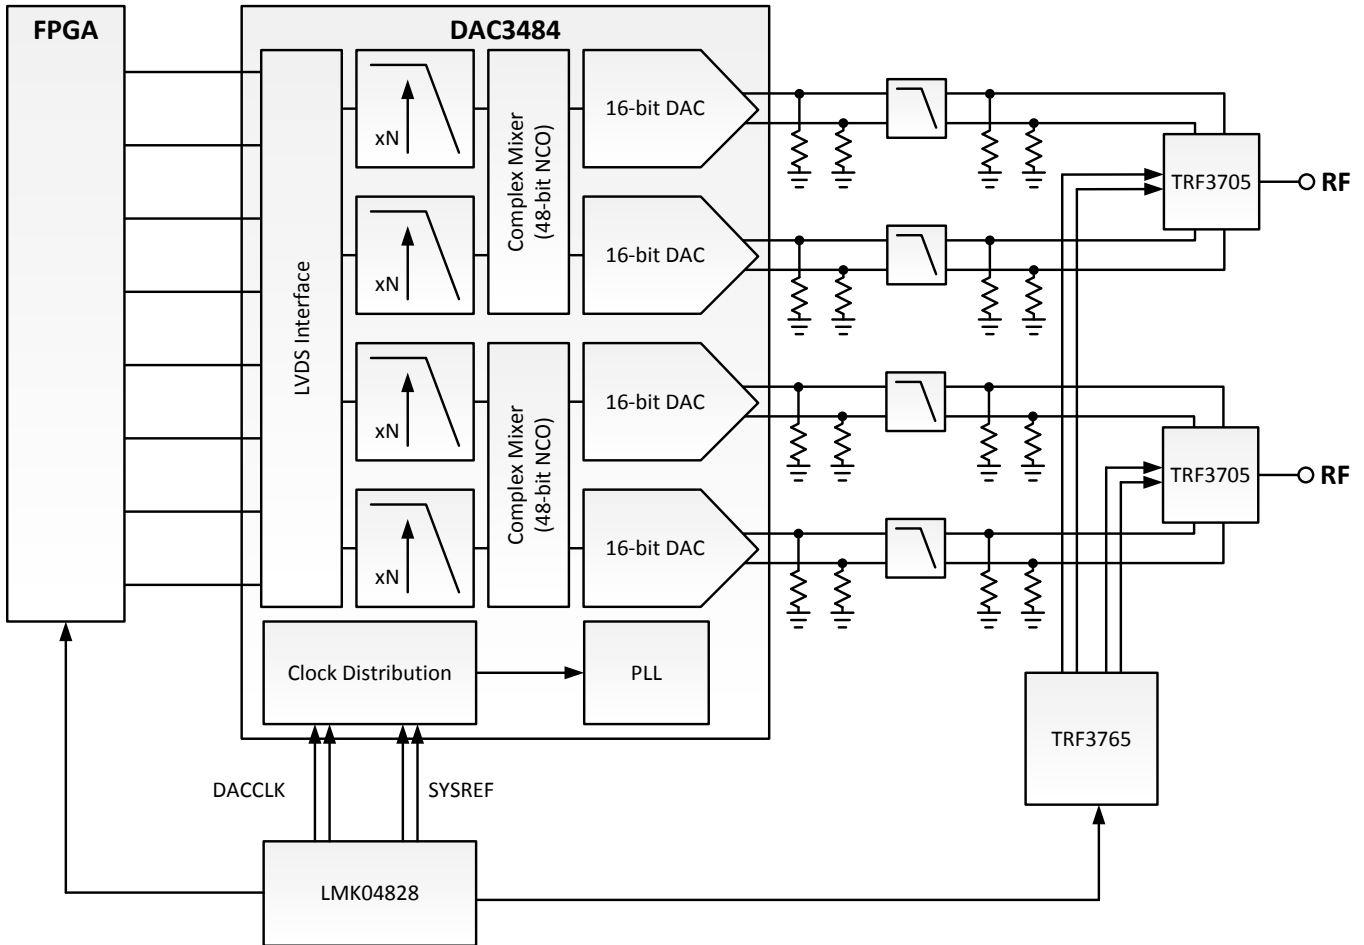 FPGA
DAC3484
LVDS Interface
xN
Complex Mixer
(48-bit NCO)
16-bit DAC
xN
16-bit DAC
TRF3705
RF
xN
Complex Mixer
(48-bit NCO)
16-bit DAC
xN
16-bit DAC
TRF3705
RF
Clock Distribution
PLL
TRF3765
DACCLK
SYSREF
LMK04828